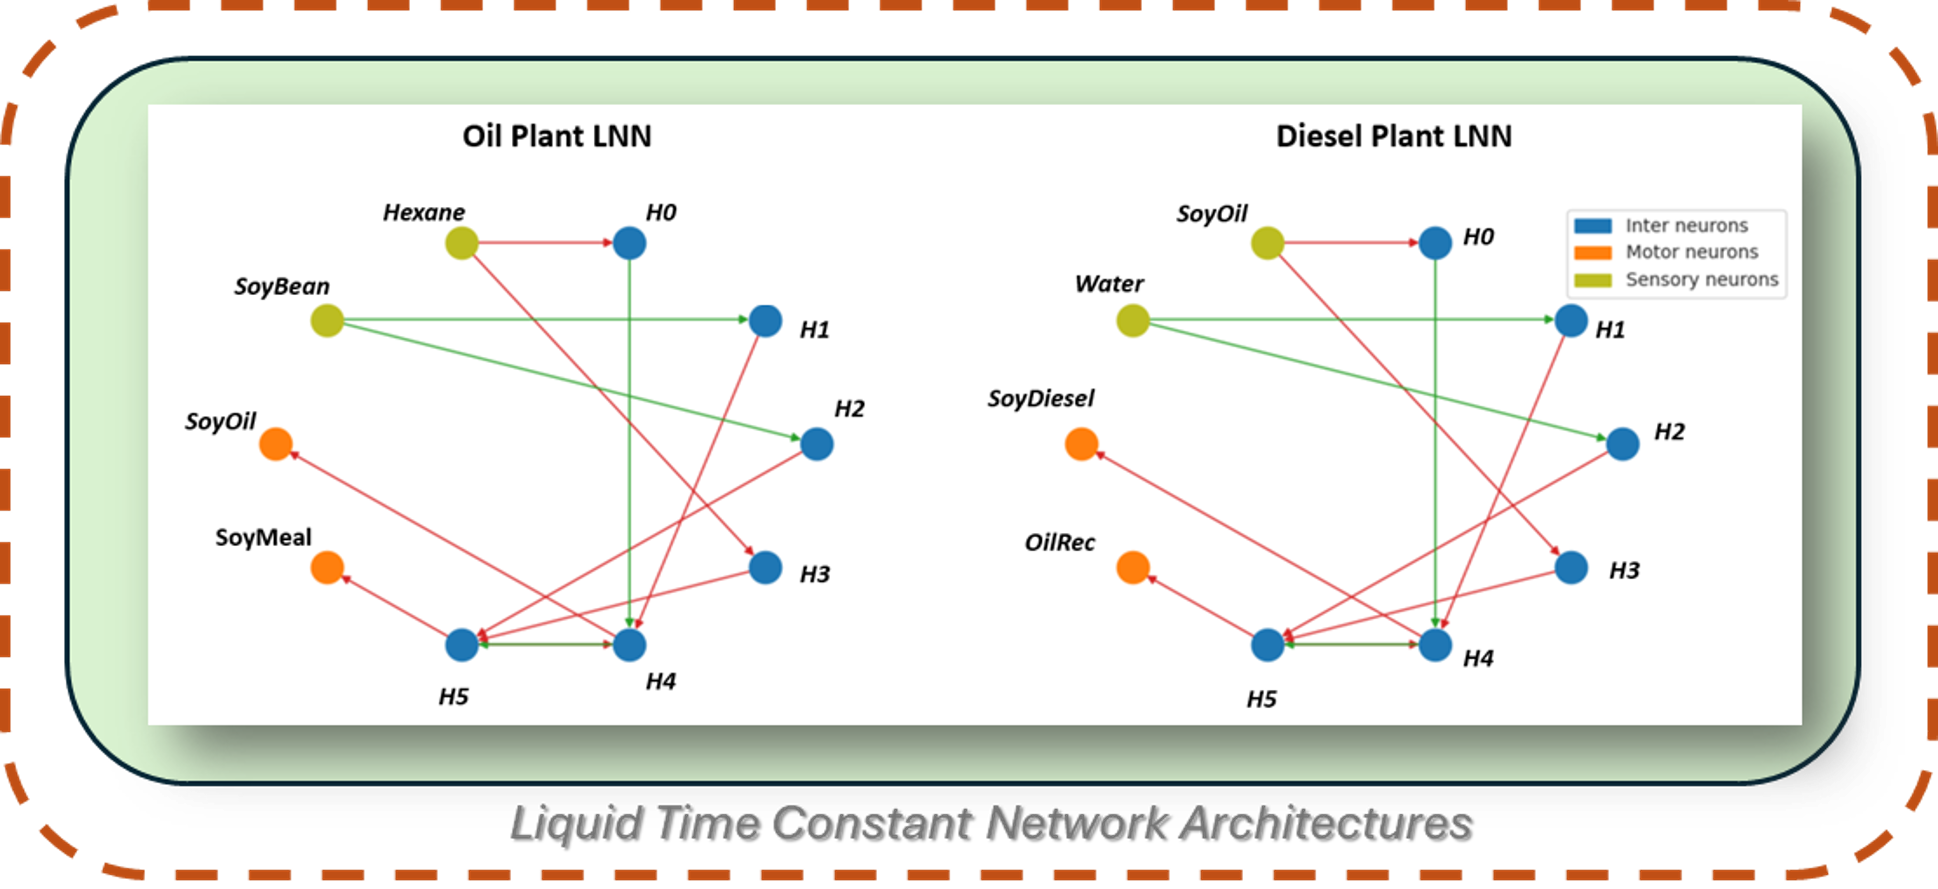 Oil Plant LNN
Hexane
H0
SoyBean
H1
H2
SoyOil
SoyMeal
H3
H4
H5
Diesel Plant LNN
SoyOil
H0
Inter neurons
Motor neurons
Sensory neurons
Water
H1
SoyDiesel
H2
OilRec
H3
H4
H5
Liquid Time Constant Network Architectures